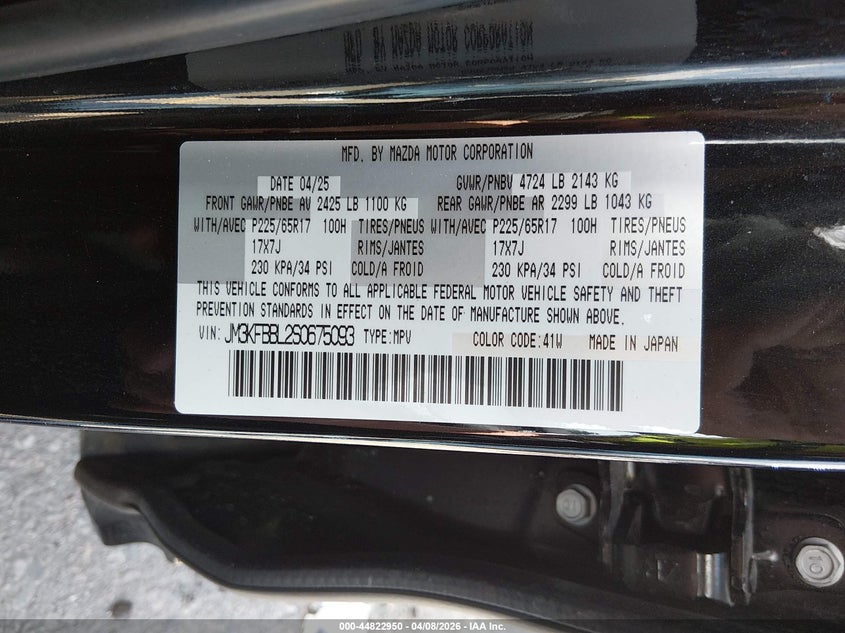 MFD. BY MAZDA MOTOR CORPORATION
DATE 04/25 GVWR/PNBV 4724 LB 2143 KG
FRONT GAWR/PNBE AV 2425 LB 1100 KG REAR GAWR/PNBE AR 2299 LB 1043 KG
WITH/AVEC P225/65R17 100H TIRES/PNEUS WITH/AVEC P225/65R17 100H TIRES/PNEUS
17X7J RIMS/JANTES 17X7J RIMS/JANTES
230 KPA/34 PSI COLD/A FROID 230 KPA/34 PSI COLD/A FROID
THIS VEHICLE CONFORMS TO ALL APPLICABLE FEDERAL MOTOR VEHICLE SAFETY AND THEFT
PREVENTION STANDARDS IN EFFECT ON THE DATE OF MANUFACTURE SHOWN ABOVE.
VIN: JM3KFBBL2S0675093 TYPE:MPV COLOR CODE:41W MADE IN JAPAN
10
000-44822950 - 04/08/2026 - IAA Inc.